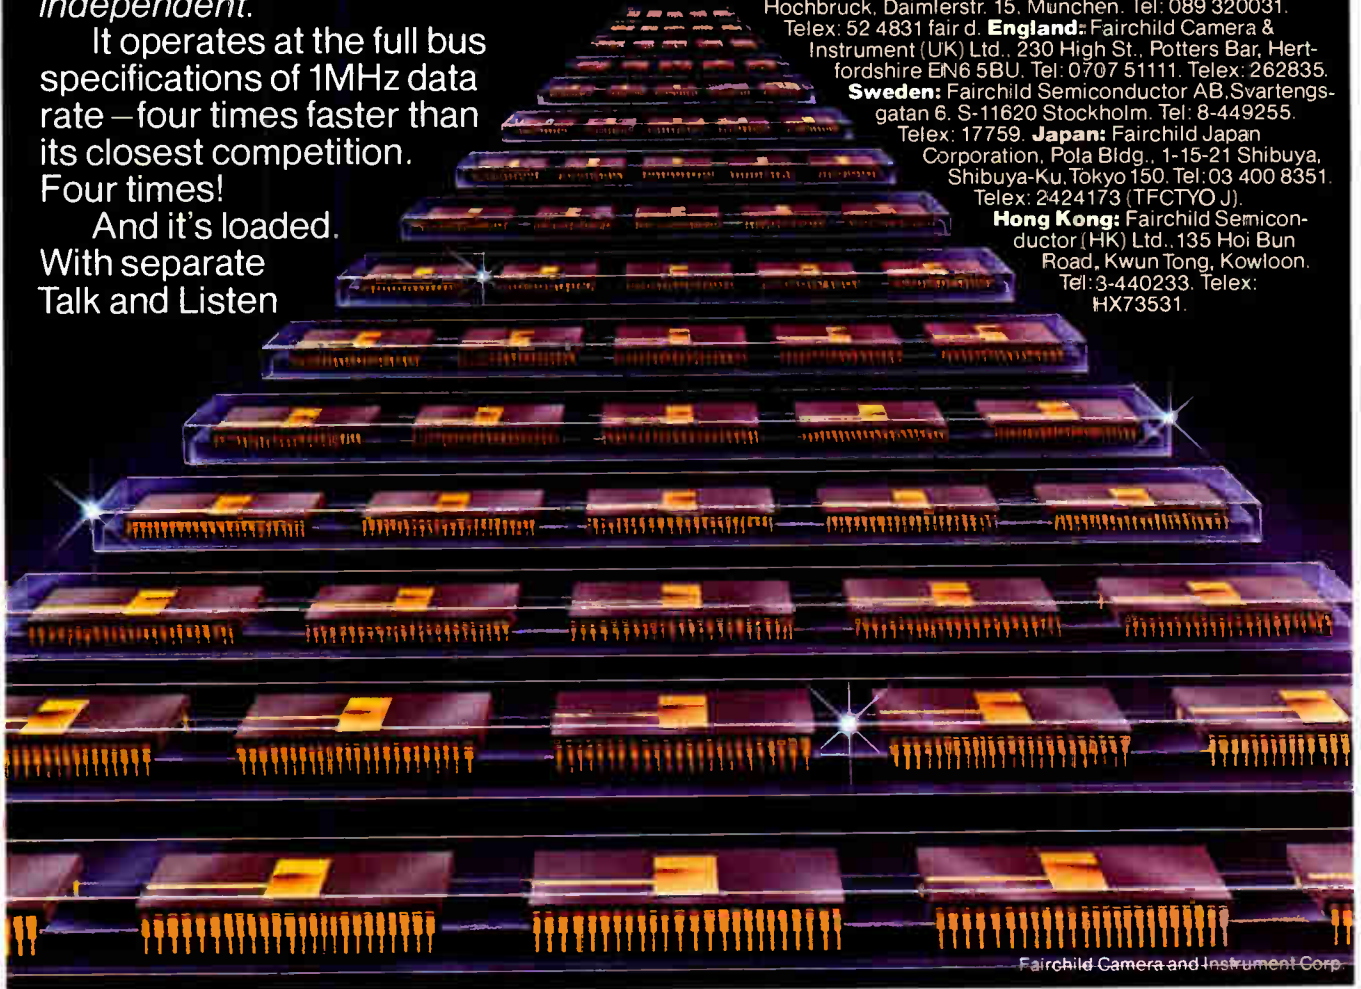 independent.
It operates at the full bus
specifications of 1MHz data
rate—four times faster than
its closest competition.
Four times!
And it's loaded.
With separate
Talk and Listen
Hochbruck, Daimlerstr. 15, Munchen. Tel: 089 320031.
Telex: 52 4831 fair d. England: Fairchild Camera &
Instrument (UK) Ltd., 230 High St., Potters Bar, Hert-
fordshire EN6 5BU. Tel: 0707 51111. Telex: 262835.
Sweden: Fairchild Semiconductor AB, Svartengs-
gatan 6, S-11620 Stockholm. Tel: 8-449255.
Telex: 17759. Japan: Fairchild Japan
Corporation, Pola Bldg., 1-15-21 Shibuya,
Shibuya-Ku, Tokyo 150. Tel: 03 400 8351.
Telex: 2424173 (TFCTYO J).
Hong Kong: Fairchild Semicon-
ductor (HK) Ltd., 135 Hoi Bun
Road, Kwun Tong, Kowloon.
Tel: 3-440233. Telex:
HX73531.
Fairchild Camera and Instrument Corp.